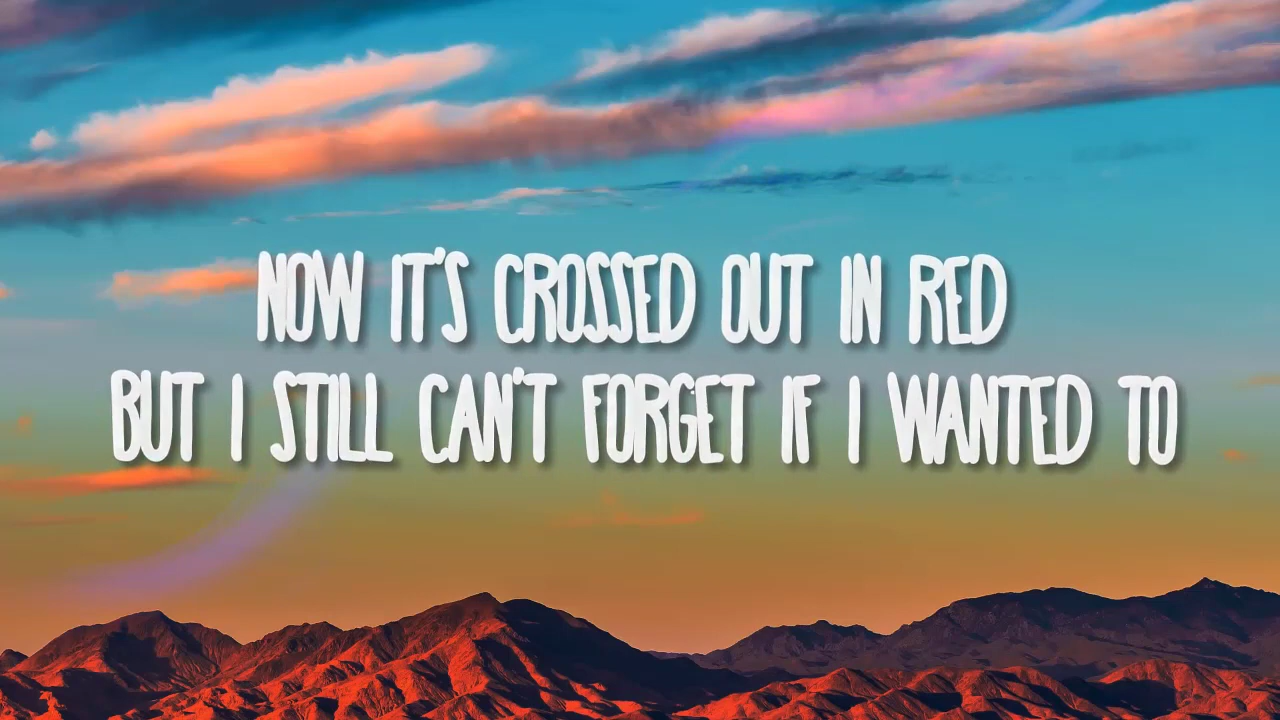 NOW IT'S CROSSED OUT IN RED
BUT I STILL CAN'T FORGET IF I WANTED TO